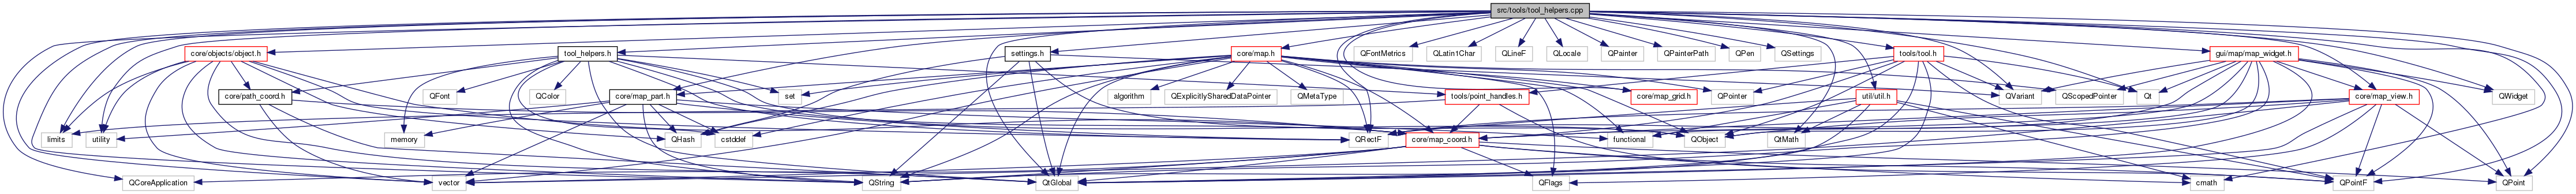 src/tools/tool_helpers.cpp
core/objects/object.h
tool_helpers.h
settings.h
core/map.h
QFontMetrics
QLatin1Char
QLineF
QLocale
QPainter
QPainterPath
QPen
QSettings
tools/tool.h
gui/map/map_widget.h
core/path_coord.h
QFont
QColor
core/map_part.h
set
algorithm
QExplicitlySharedDataPointer
QMetaType
tools/point_handles.h
core/map_grid.h
QPointer
util/util.h
QVariant
QScopedPointer
Qt
core/map_view.h
QWidget
limits
utility
memory
QHash
cstddef
QRectF
core/map_coord.h
functional
QObject
QtMath
QCoreApplication
vector
QString
QtGlobal
QFlags
cmath
QPointF
QPoint